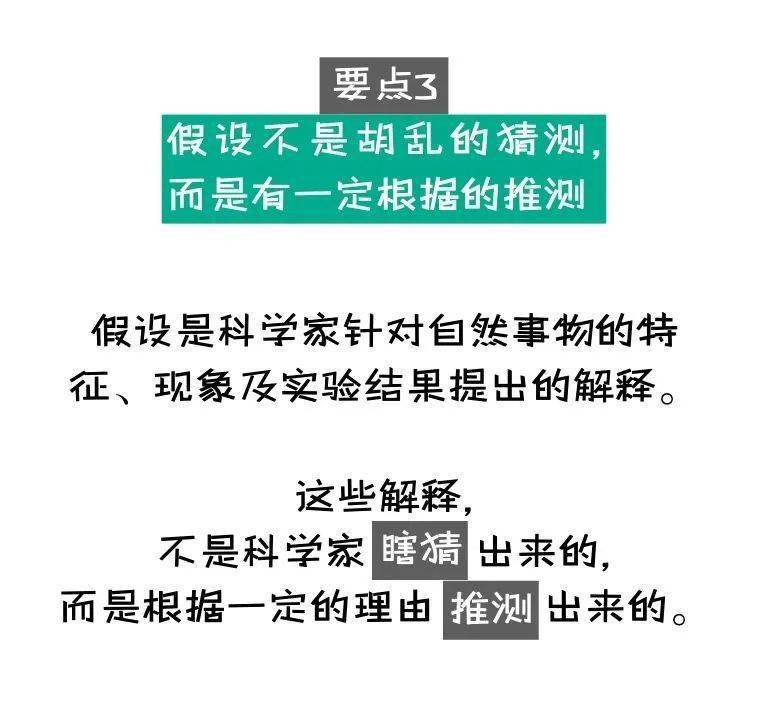 要点3
假设不是胡乱的猜测，
而是有一定根据的推测
假设是科学家针对自然事物的特
征、现象及实验结果提出的解释。
这些解释，
不是科学家瞎猜出来的，
而是根据一定的理由推测出来的。